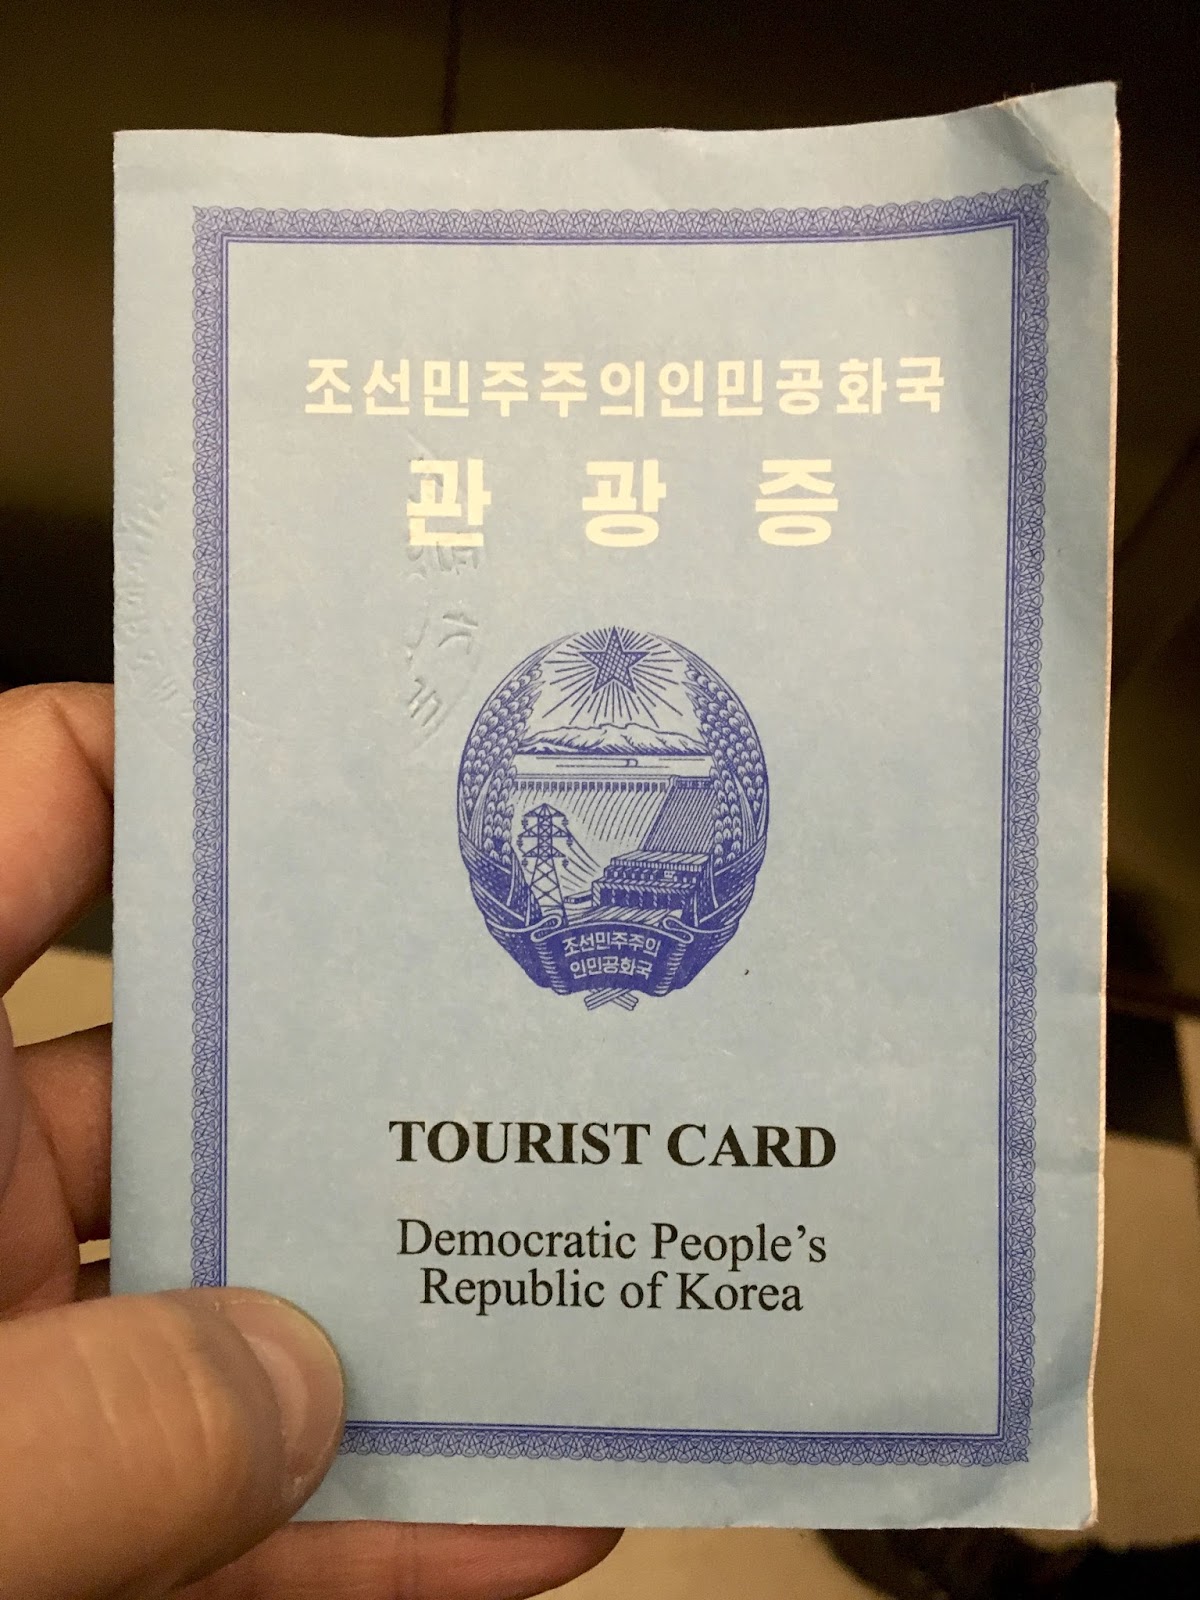 조선민주주의인민공화국
관광증
조선민주주의
인민공화국
TOURIST CARD
Democratic People's
Republic of Korea